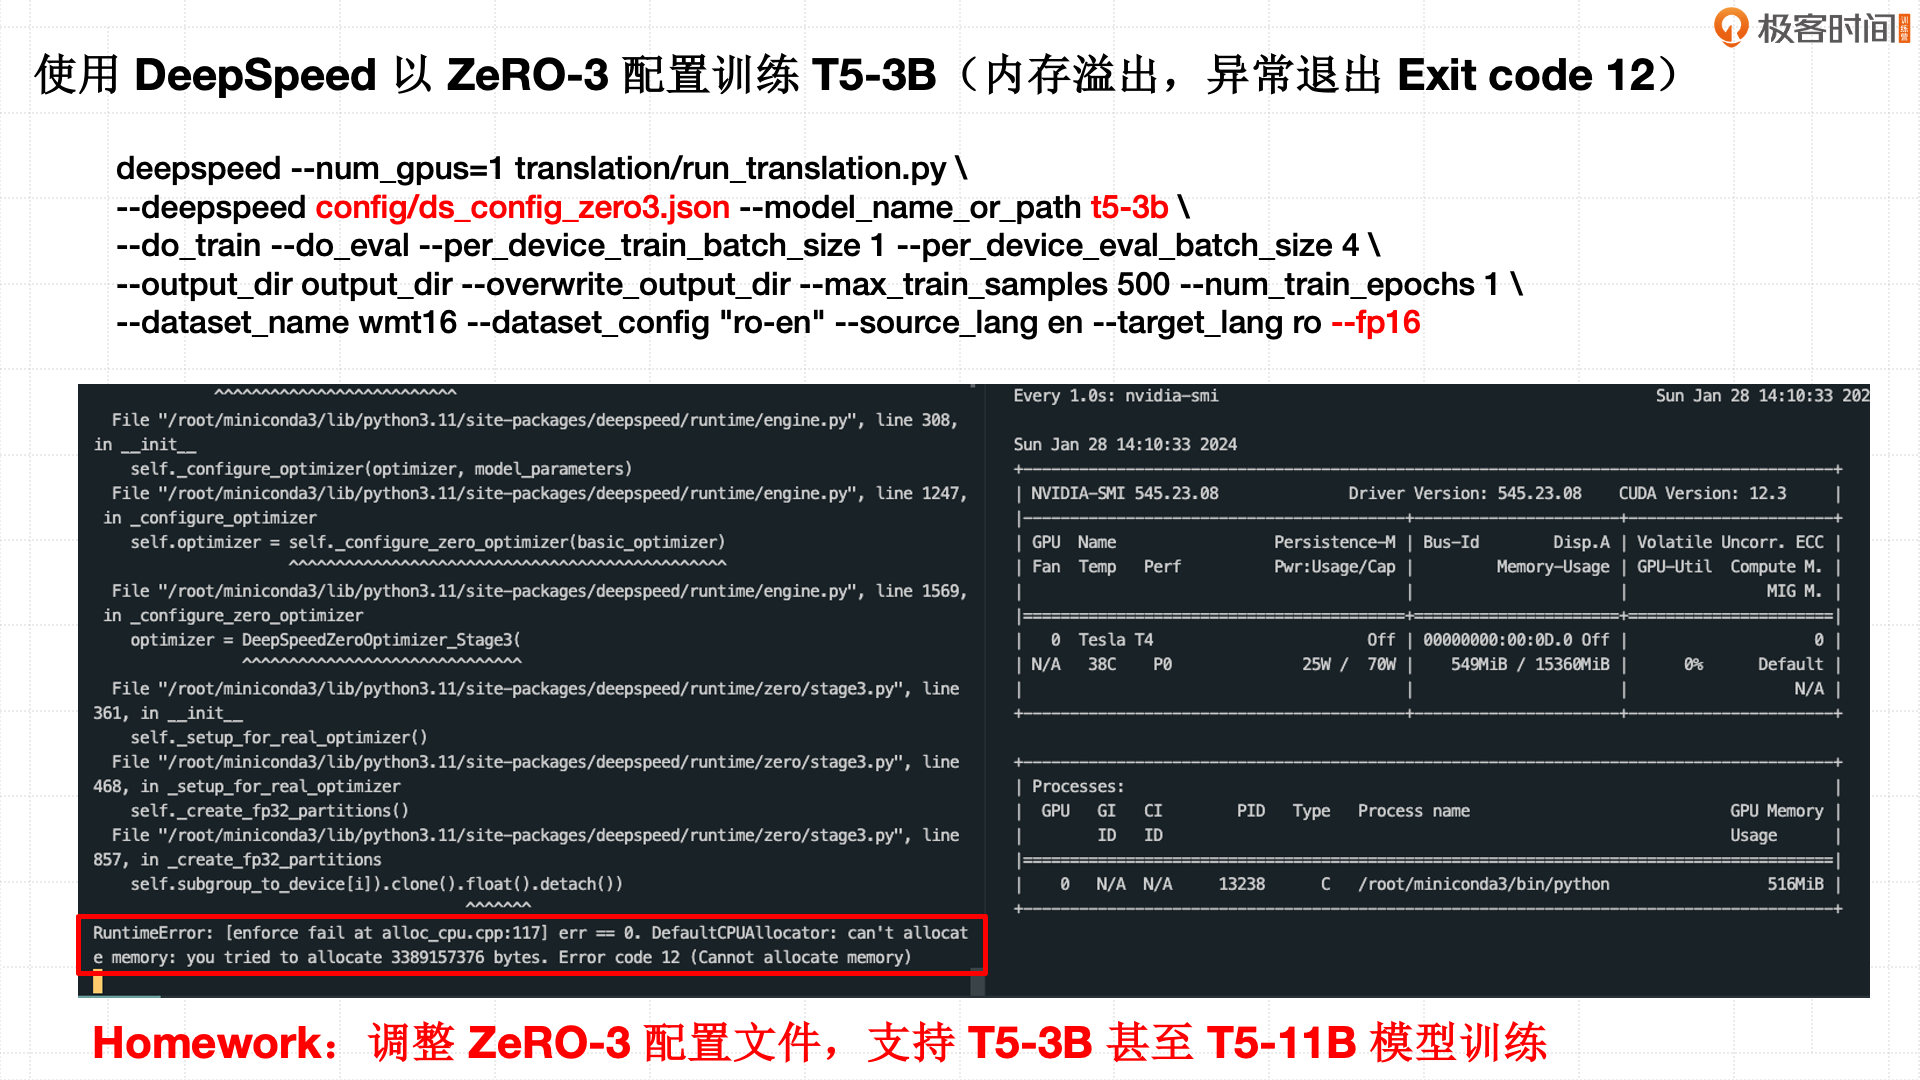 极客时间 训练营
使用 DeepSpeed 以 ZeRO-3 配置训练 T5-3B（内存溢出，异常退出 Exit code 12）
deepspeed --num_gpus=1 translation/run_translation.py \
--deepspeed config/ds_config_zero3.json --model_name_or_path t5-3b \
--do_train --do_eval --per_device_train_batch_size 1 --per_device_eval_batch_size 4 \
--output_dir output_dir --overwrite_output_dir --max_train_samples 500 --num_train_epochs 1 \
--dataset_name wmt16 --dataset_config "ro-en" --source_lang en --target_lang ro --fp16
^^^^^^^^^^^^^^^^^^^^^^^^^^
File "/root/miniconda3/lib/python3.11/site-packages/deepspeed/runtime/engine.py", line 308,
in __init__
self._configure_optimizer(optimizer, model_parameters)
File "/root/miniconda3/lib/python3.11/site-packages/deepspeed/runtime/engine.py", line 1247,
in _configure_optimizer
self.optimizer = self._configure_zero_optimizer(basic_optimizer)
^^^^^^^^^^^^^^^^^^^^^^^^^^^^^^^^^^^^^^^^^^^^^^^
File "/root/miniconda3/lib/python3.11/site-packages/deepspeed/runtime/engine.py", line 1569,
in _configure_zero_optimizer
optimizer = DeepSpeedZeroOptimizer_Stage3(
^^^^^^^^^^^^^^^^^^^^^^^^^^^^^^
File "/root/miniconda3/lib/python3.11/site-packages/deepspeed/runtime/zero/stage3.py", line
361, in __init__
self._setup_for_real_optimizer()
File "/root/miniconda3/lib/python3.11/site-packages/deepspeed/runtime/zero/stage3.py", line
468, in _setup_for_real_optimizer
self._create_fp32_partitions()
File "/root/miniconda3/lib/python3.11/site-packages/deepspeed/runtime/zero/stage3.py", line
857, in _create_fp32_partitions
self.subgroup_to_device[i]).clone().float().detach())
^^^^^^^
RuntimeError: [enforce fail at alloc_cpu.cpp:117] err == 0. DefaultCPUAllocator: can't allocat
e memory: you tried to allocate 3389157376 bytes. Error code 12 (Cannot allocate memory)
Every 1.0s: nvidia-smi Sun Jan 28 14:10:33 202
Sun Jan 28 14:10:33 2024
| NVIDIA-SMI 545.23.08 Driver Version: 545.23.08 CUDA Version: 12.3 |
| GPU Name Persistence-M | Bus-Id Disp.A | Volatile Uncorr. ECC |
| Fan Temp Perf Pwr:Usage/Cap | Memory-Usage | GPU-Util Compute M. |
| | | MIG M. |
| 0 Tesla T4 Off | 00000000:00:0D.0 Off | 0 |
| N/A 38C P0 25W / 70W | 549MiB / 15360MiB | 0% Default |
| | | N/A |
| Processes: |
| GPU GI CI PID Type Process name GPU Memory |
| ID ID Usage |
| 0 N/A N/A 13238 C /root/miniconda3/bin/python 516MiB |
Homework：调整 ZeRO-3 配置文件，支持 T5-3B 甚至 T5-11B 模型训练